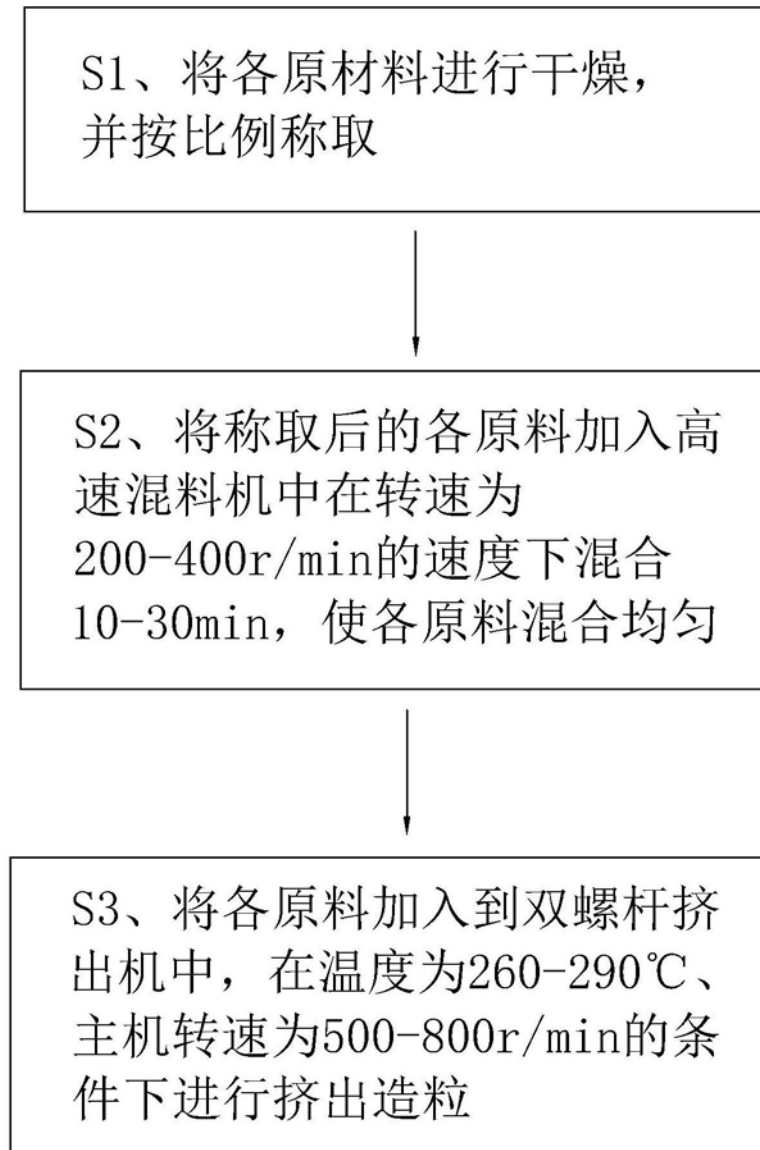 S1、将各原材料进行干燥，
并按比例称取
S2、将称取后的各原料加入高
速混料机中在转速为
200-400r/min的速度下混合
10-30min，使各原料混合均匀
S3、将各原料加入到双螺杆挤
出机中，在温度为260-290℃、
主机转速为500-800r/min的条
件下进行挤出造粒